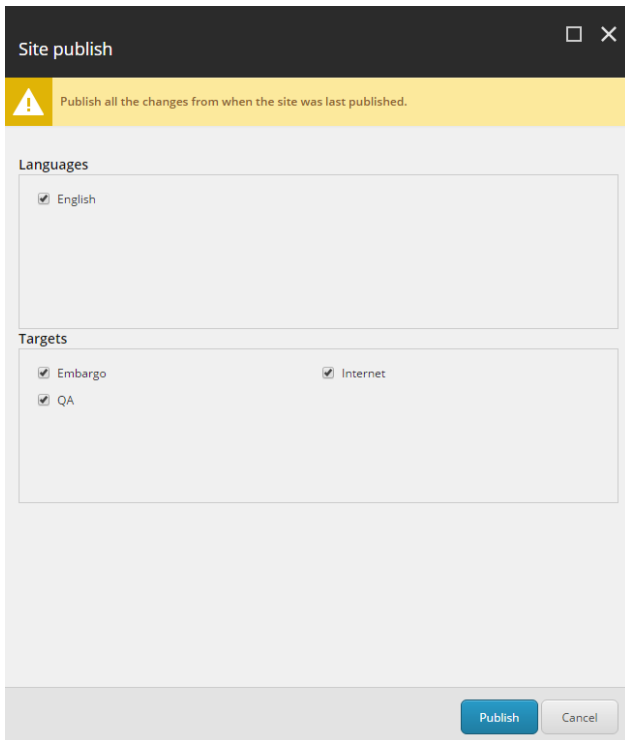 Site publish
Publish all the changes from when the site was last published.
Languages
English
Targets
Embargo
Internet
QA
Publish
Cancel